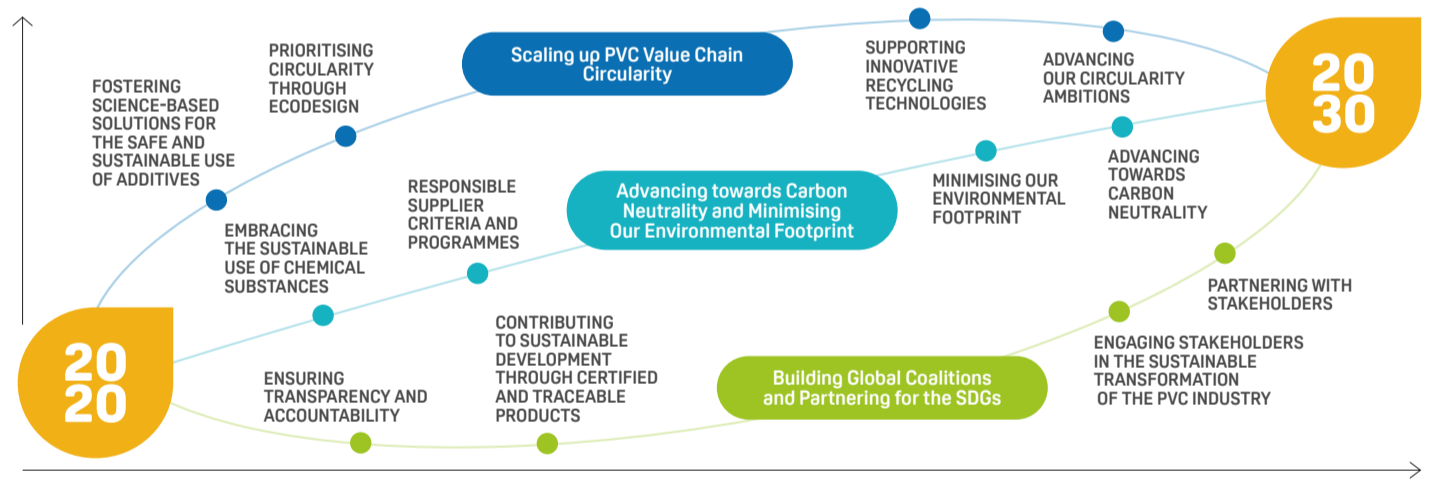 FOSTERING
SCIENCE-BASED
SOLUTIONS FOR
THE SAFE AND
SUSTAINABLE USE
OF ADDITIVES
PRIORITISING
CIRCULARITY
THROUGH
ECODESIGN
Scaling up PVC Value Chain
Circularity
SUPPORTING
INNOVATIVE
RECYCLING
TECHNOLOGIES
ADVANCING
OUR CIRCULARITY
AMBITIONS
20
30
EMBRACING
THE SUSTAINABLE
USE OF CHEMICAL
SUBSTANCES
RESPONSIBLE
SUPPLIER
CRITERIA AND
PROGRAMMES
Advancing towards Carbon
Neutrality and Minimising
Our Environmental Footprint
MINIMISING OUR
ENVIRONMENTAL
FOOTPRINT
ADVANCING
TOWARDS
CARBON
NEUTRALITY
20
20
ENSURING
TRANSPARENCY AND
ACCOUNTABILITY
CONTRIBUTING
TO SUSTAINABLE
DEVELOPMENT
THROUGH CERTIFIED
AND TRACEABLE
PRODUCTS
Building Global Coalitions
and Partnering for the SDGs
ENGAGING STAKEHOLDERS
IN THE SUSTAINABLE
TRANSFORMATION
OF THE PVC INDUSTRY
PARTNERING WITH
STAKEHOLDERS